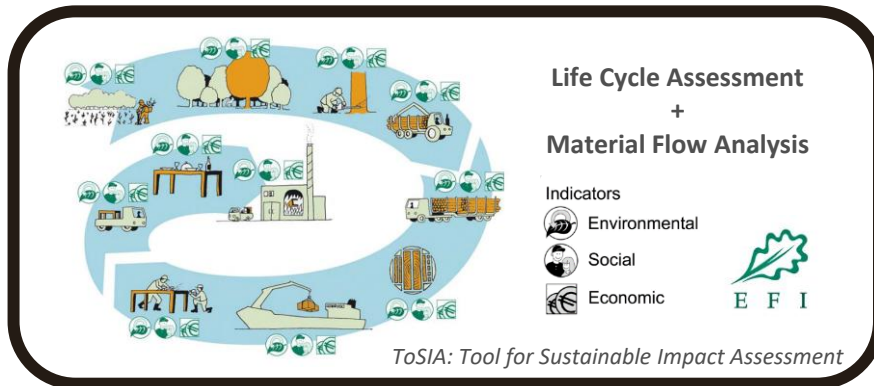 Life Cycle Assessment
+
Material Flow Analysis
Indicators
Environmental
Social
Economic
E F I
ToSIA: Tool for Sustainable Impact Assessment